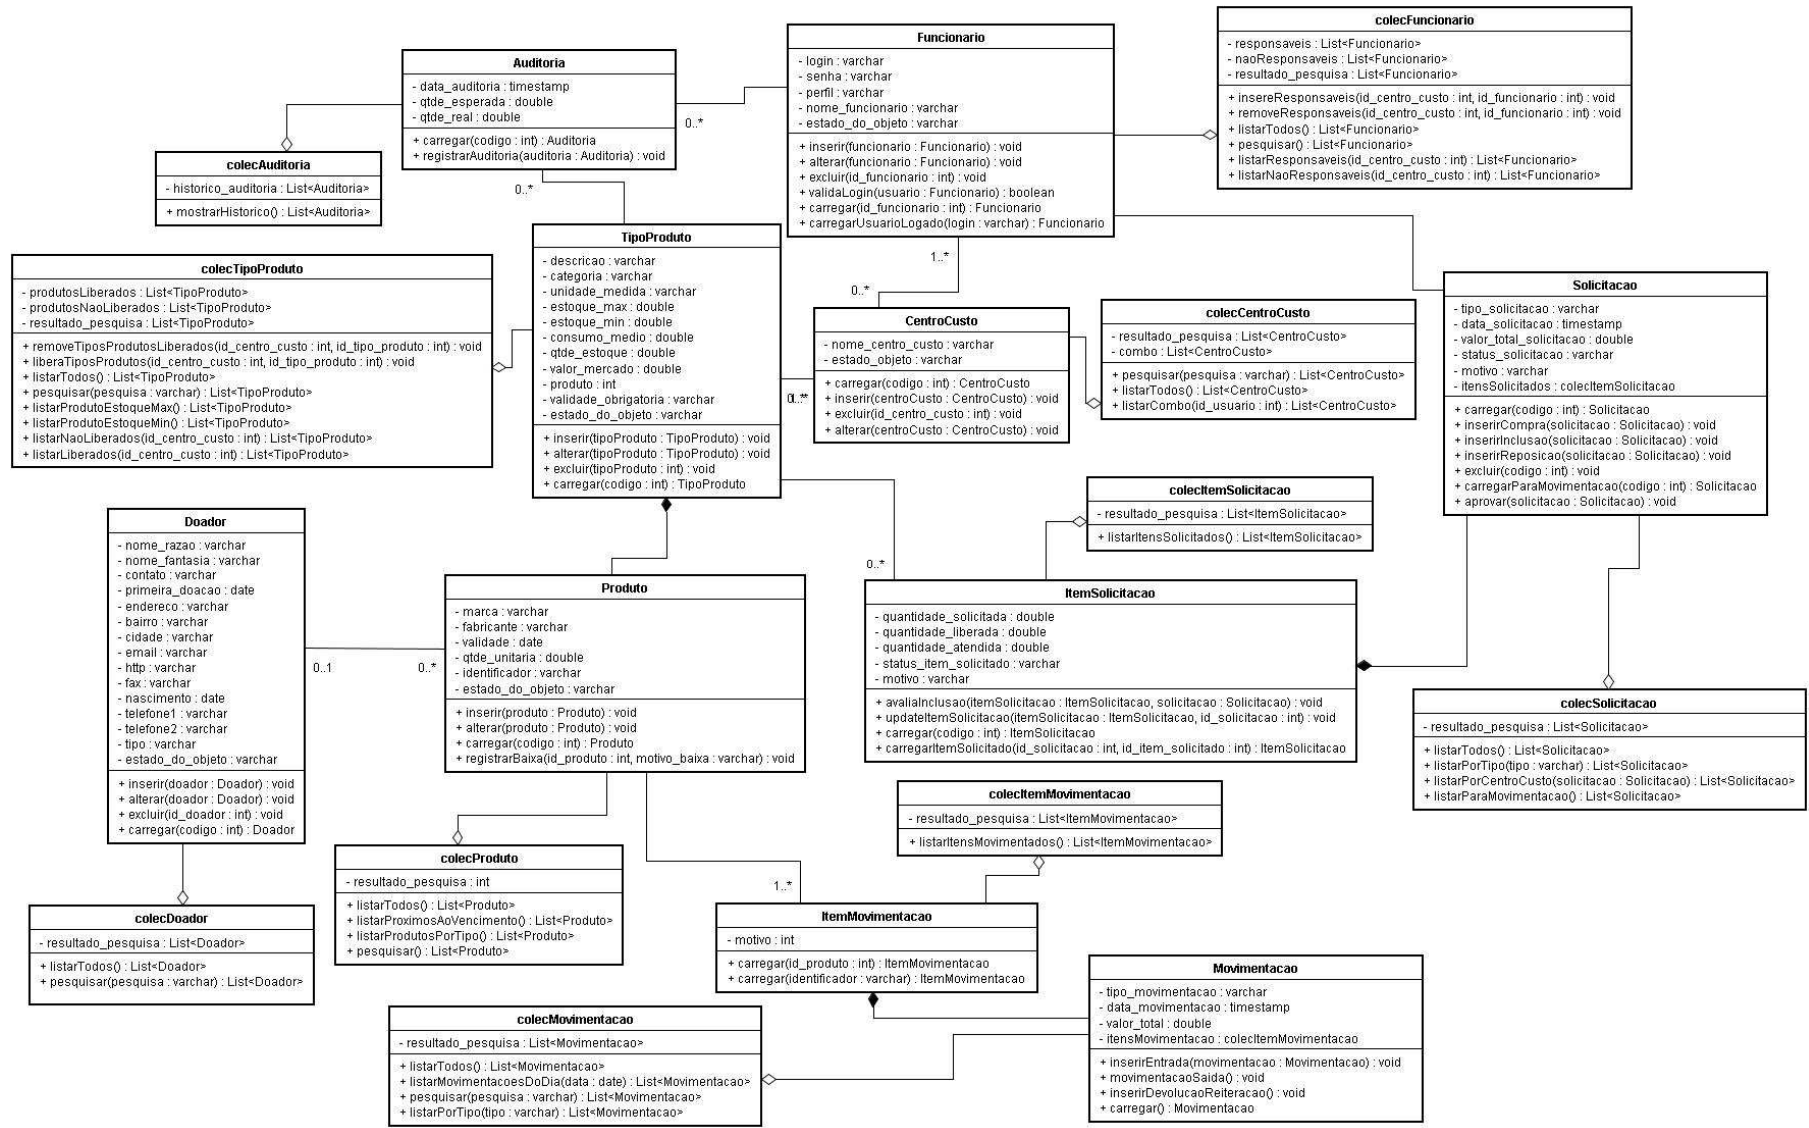 colecFuncionario
- responsaveis : List<Funcionario>
- naoResponsaveis : List<Funcionario>
- resultado_pesquisa : List<Funcionario>
+ insereResponsaveis(id_centro_custo : int, id_funcionario : int) : void
+ removeResponsaveis(id_centro_custo : int, id_funcionario : int) : void
+ listarTodos() : List<Funcionario>
+ pesquisar() : List<Funcionario>
+ listarResponsaveis(id_centro_custo : int) : List<Funcionario>
+ listarNaoResponsaveis(id_centro_custo : int) : List<Funcionario>
Funcionario
- login : varchar
- senha : varchar
- perfil : varchar
- nome_funcionario : varchar
- estado_do_objeto : varchar
+ inserir(funcionario : Funcionario) : void
+ alterar(funcionario : Funcionario) : void
+ excluir(id_funcionario : int) : void
+ validaLogin(usuario : Funcionario) : boolean
+ carregar(id_funcionario : int) : Funcionario
+ carregarUsuarioLogado(login : varchar) : Funcionario
Auditoria
- data_auditoria : timestamp
- qtde_esperada : double
- qtde_real : double
+ carregar(codigo : int) : Auditoria
+ registrarAuditoria(auditoria : Auditoria) : void
0..*
0..*
colecAuditoria
- historico_auditoria : List<Auditoria>
+ mostrarHistorico() : List<Auditoria>
TipoProduto
- descricao : varchar
- categoria : varchar
- unidade_medida : varchar
- estoque_max : double
- estoque_min : double
- consumo_medio : double
- qtde_estoque : double
- valor_mercado : double
- produto : int
- validade_obrigatoria : varchar
- estado_do_objeto : varchar
+ inserir(tipoProduto : TipoProduto) : void
+ alterar(tipoProduto : TipoProduto) : void
+ excluir(tipoProduto : int) : void
+ carregar(codigo : int) : TipoProduto
colecTipoProduto
- produtosLiberados : List<TipoProduto>
- produtosNaoLiberados : List<TipoProduto>
- resultado_pesquisa : List<TipoProduto>
+ removeTiposProdutosLiberados(id_centro_custo : int, id_tipo_produto : int) : void
+ liberaTiposProdutos(id_centro_custo : int, id_tipo_produto : int) : void
+ listarTodos() : List<TipoProduto>
+ pesquisar(pesquisa : varchar) : List<TipoProduto>
+ listarProdutoEstoqueMax() : List<TipoProduto>
+ listarProdutoEstoqueMin() : List<TipoProduto>
+ listarNaoLiberados(id_centro_custo : int) : List<TipoProduto>
+ listarLiberados(id_centro_custo : int) : List<TipoProduto>
1..*
0..*
CentroCusto
- nome_centro_custo : varchar
- estado_objeto : varchar
+ carregar(codigo : int) : CentroCusto
+ inserir(centroCusto : CentroCusto) : void
+ excluir(id_centro_custo : int) : void
+ alterar(centroCusto : CentroCusto) : void
colecCentroCusto
- resultado_pesquisa : List<CentroCusto>
- combo : List<CentroCusto>
+ pesquisar(pesquisa : varchar) : List<CentroCusto>
+ listarTodos() : List<CentroCusto>
+ listarCombo(id_usuario : int) : List<CentroCusto>
Solicitacao
- tipo_solicitacao : varchar
- data_solicitacao : timestamp
- valor_total_solicitacao : double
- status_solicitacao : varchar
- motivo : varchar
- itensSolicitados : colecItemSolicitacao
+ carregar(codigo : int) : Solicitacao
+ inserirCompra(solicitacao : Solicitacao) : void
+ inserirInclusao(solicitacao : Solicitacao) : void
+ inserirReposicao(solicitacao : Solicitacao) : void
+ excluir(codigo : int) : void
+ carregarParaMovimentacao(codigo : int) : Solicitacao
+ aprovar(solicitacao : Solicitacao) : void
colecItemSolicitacao
- resultado_pesquisa : List<ItemSolicitacao>
+ listarItensSolicitados() : List<ItemSolicitacao>
0..*
ItemSolicitacao
- quantidade_solicitada : double
- quantidade_liberada : double
- quantidade_atendida : double
- status_item_solicitado : varchar
- motivo : varchar
+ avaliaInclusao(itemSolicitacao : ItemSolicitacao, solicitacao : Solicitacao) : void
+ updateItemSolicitacao(itemSolicitacao : ItemSolicitacao, id_solicitacao : int) : void
+ carregar(codigo : int) : ItemSolicitacao
+ carregarItemSolicitado(id_solicitacao : int, id_item_solicitado : int) : ItemSolicitacao
Doador
- nome_razao : varchar
- nome_fantasia : varchar
- contato : varchar
- primeira_doacao : date
- endereco : varchar
- bairro : varchar
- cidade : varchar
- email : varchar
- http : varchar
- fax : varchar
- nascimento : date
- telefone1 : varchar
- telefone2 : varchar
- tipo : varchar
- estado_do_objeto : varchar
+ inserir(doador : Doador) : void
+ alterar(doador : Doador) : void
+ excluir(id_doador : int) : void
+ carregar(codigo : int) : Doador
0..1
0..*
Produto
- marca : varchar
- fabricante : varchar
- validade : date
- qtde_unitaria : double
- identificador : varchar
- estado_do_objeto : varchar
+ inserir(produto : Produto) : void
+ alterar(produto : Produto) : void
+ carregar(codigo : int) : Produto
+ registrarBaixa(id_produto : int, motivo_baixa : varchar) : void
colecSolicitacao
- resultado_pesquisa : List<Solicitacao>
+ listarTodos() : List<Solicitacao>
+ listarPorTipo(tipo : varchar) : List<Solicitacao>
+ listarPorCentroCusto(solicitacao : Solicitacao) : List<Solicitacao>
+ listarParaMovimentacao() : List<Solicitacao>
colecItemMovimentacao
- resultado_pesquisa : List<ItemMovimentacao>
+ listarItensMovimentados() : List<ItemMovimentacao>
colecProduto
- resultado_pesquisa : int
+ listarTodos() : List<Produto>
+ listarProximosAoVencimento() : List<Produto>
+ listarProdutosPorTipo() : List<Produto>
+ pesquisar() : List<Produto>
1..*
ItemMovimentacao
- motivo : int
+ carregar(id_produto : int) : ItemMovimentacao
+ carregar(identificador : varchar) : ItemMovimentacao
colecDoador
- resultado_pesquisa : List<Doador>
+ listarTodos() : List<Doador>
+ pesquisar(pesquisa : varchar) : List<Doador>
Movimentacao
- tipo_movimentacao : varchar
- data_movimentacao : timestamp
- valor_total : double
- itensMovimentacao : colecItemMovimentacao
+ inserirEntrada(movimentacao : Movimentacao) : void
+ movimentacaoSaida() : void
+ inserirDevolucaoReiteracao() : void
+ carregar() : Movimentacao
colecMovimentacao
- resultado_pesquisa : List<Movimentacao>
+ listarTodos() : List<Movimentacao>
+ listarMovimentacoesDoDia(data : date) : List<Movimentacao>
+ pesquisar(pesquisa : varchar) : List<Movimentacao>
+ listarPorTipo(tipo : varchar) : List<Movimentacao>